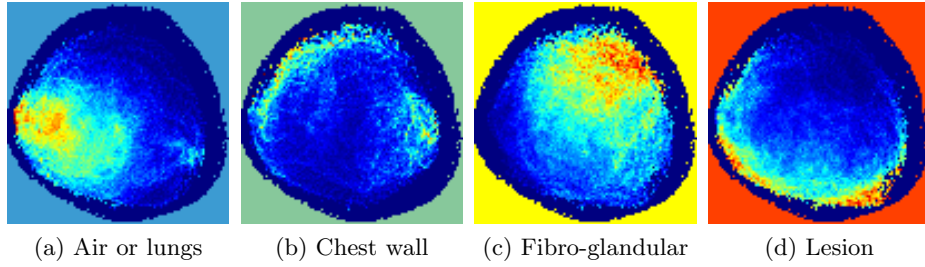 (a) Air or lungs
(b) Chest wall
(c) Fibro-glandular
(d) Lesion